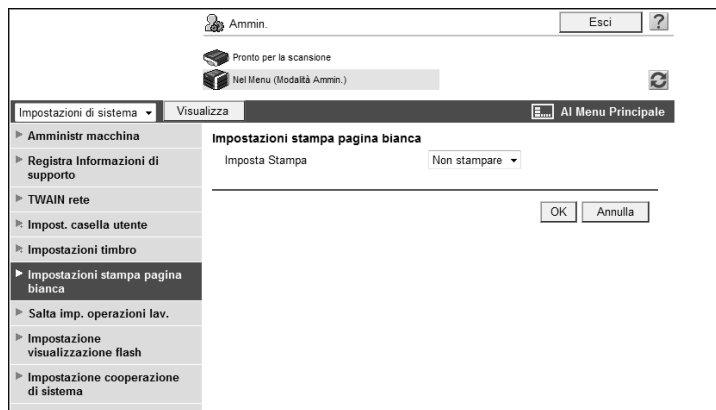 Ammin.
Esci
?
Pronto per la scansione
Nel Menu (Modalità Ammin.)
Impostazioni di sistema
Visualizza
Al Menu Principale
Amministr macchina
Registra Informazioni di
supporto
TWAIN rete
Impost. casella utente
Impostazioni timbro
Impostazioni stampa pagina
bianca
Salta imp. operazioni lav.
Impostazione
visualizzazione flash
Impostazione cooperazione
di sistema
Impostazioni stampa pagina bianca
Imposta Stampa
Non stampare
OK
Annulla